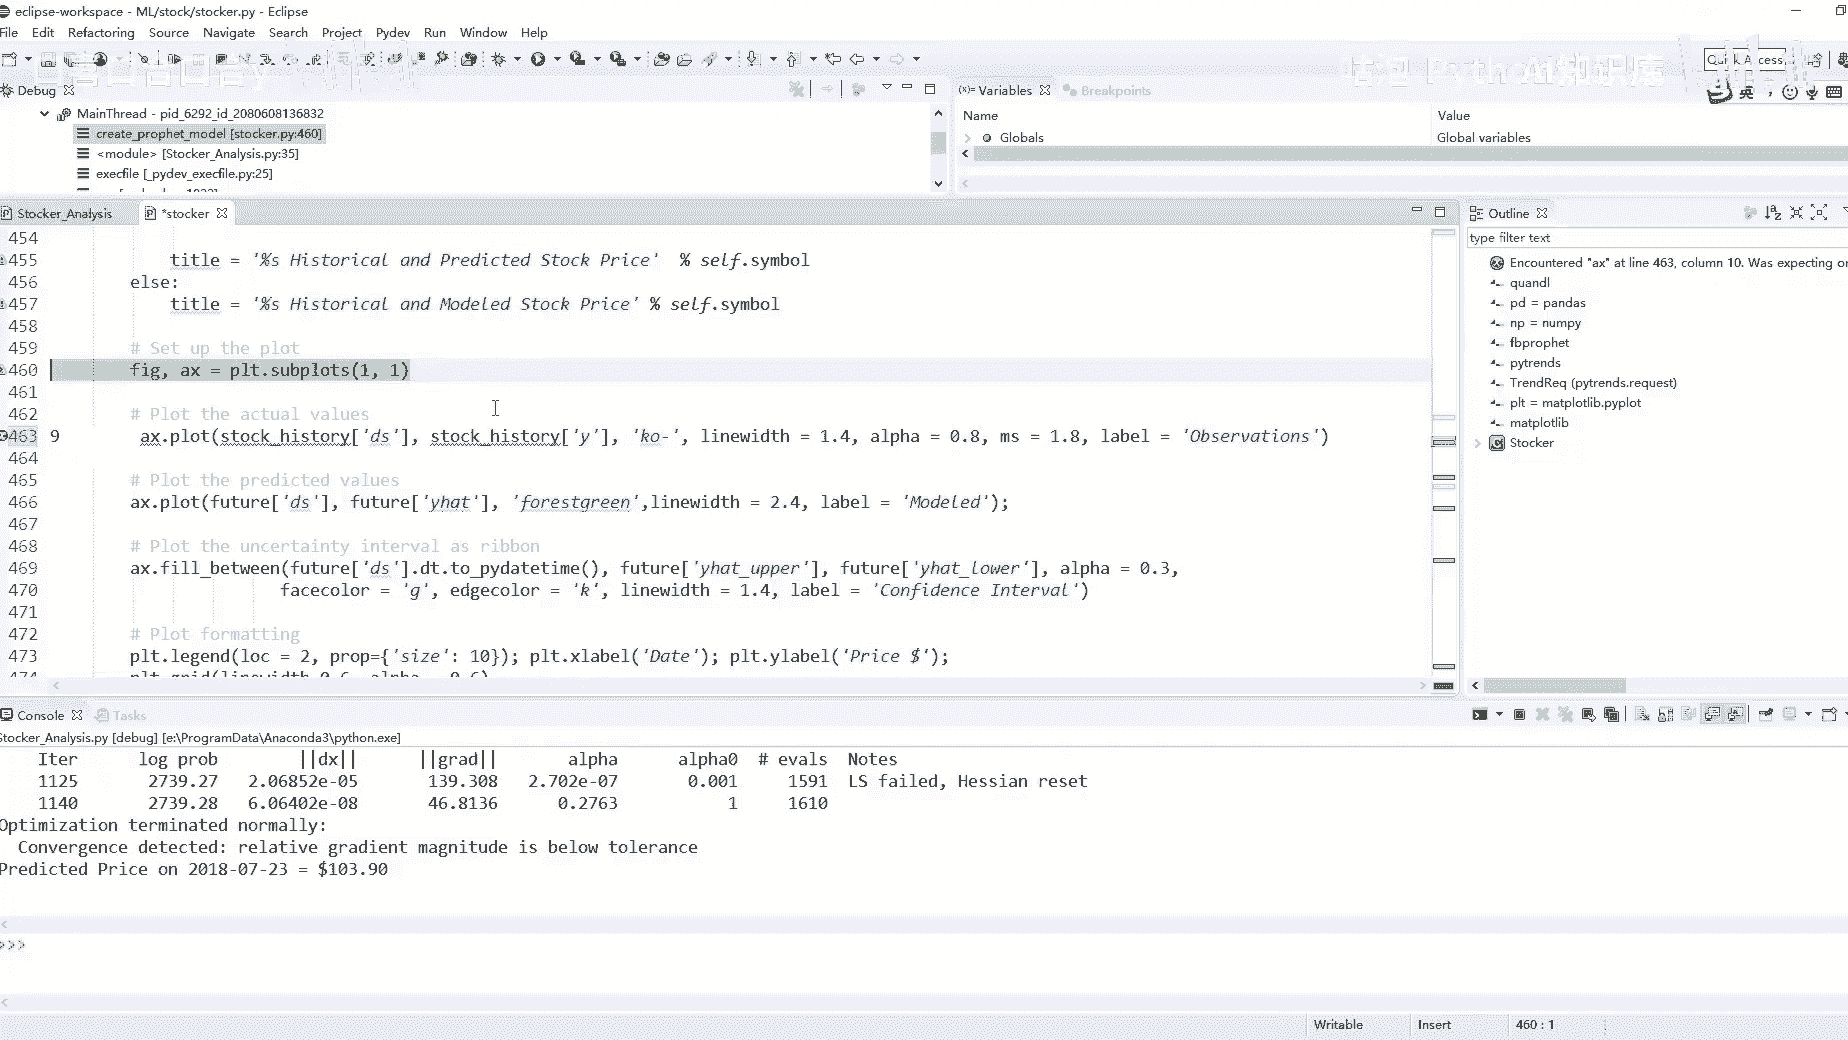 eclipse-workspace - ML/stock/stocker.py - Eclipse
File Edit Refactoring Source Navigate Search Project Pydev Run Window Help
Quick Access
Debug
(x)= Variables Breakpoints
MainThread - pid_6292_id_2080608136832
create_prophet_model [stocker.py:460]
<module> [Stocker_Analysis.py:35]
execfile [_pydev_execfile.py:25]
Name Value
Globals Global variables
Stocker_Analysis *stocker
Outline
type filter text
Encountered "ax" at line 463, column 10. Was expecting
quandl
pd = pandas
np = numpy
fbprophet
pytrends
TrendReq (pytrends.request)
plt = matplotlib.pyplot
matplotlib
Stocker
454
455 title = '%s Historical and Predicted Stock Price' % self.symbol
456 else:
457 title = '%s Historical and Modeled Stock Price' % self.symbol
458
459 # Set up the plot
460 fig, ax = plt.subplots(1, 1)
461
462 # Plot the actual values
463 9 ax.plot(stock_history['ds'], stock_history['y'], 'ko-', linewidth = 1.4, alpha = 0.8, ms = 1.8, label = 'Observations')
464
465 # Plot the predicted values
466 ax.plot(future['ds'], future['yhat'], 'forestgreen',linewidth = 2.4, label = 'Modeled');
467
468 # Plot the uncertainty interval as ribbon
469 ax.fill_between(future['ds'].dt.to_pydatetime(), future['yhat_upper'], future['yhat_lower'], alpha = 0.3,
470 facecolor = 'g', edgecolor = 'k', linewidth = 1.4, label = 'Confidence Interval')
471
472 # Plot formatting
473 plt.legend(loc = 2, prop={'size': 10}); plt.xlabel('Date'); plt.ylabel('Price $');
Console Tasks
Stocker_Analysis.py [debug] [e:\ProgramData\Anaconda3\python.exe]
Iter log prob ||dx|| ||grad|| alpha alpha0 # evals Notes
1125 2739.27 2.06852e-05 139.308 2.702e-07 0.001 1591 LS failed, Hessian reset
1140 2739.28 6.06402e-08 46.8136 0.2763 1 1610
Optimization terminated normally:
Convergence detected: relative gradient magnitude is below tolerance
Predicted Price on 2018-07-23 = $103.90
>>>
Writable Insert 460 : 1